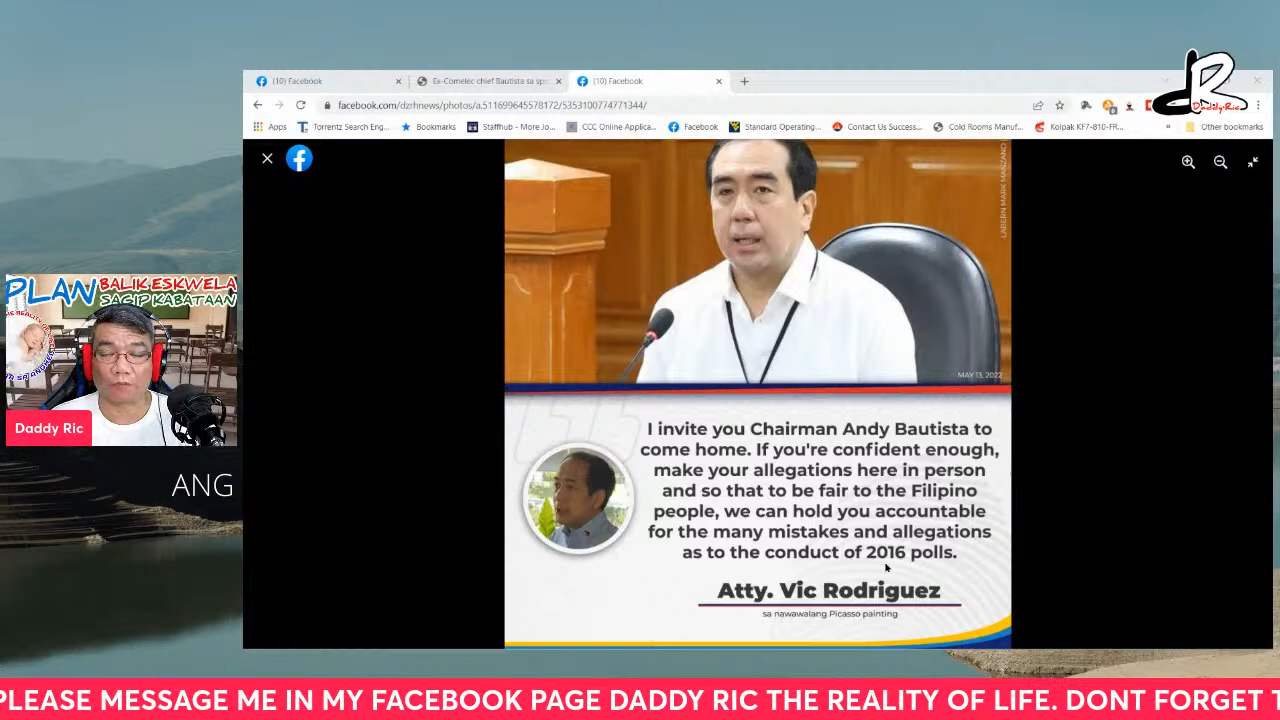 Daddy-Ric
(10) Facebook
Ex-Comelec chief Bautista sa sp
(10) Facebook
facebook.com/dzrhnews/photos/a.511699645578172/5353100774771344/
Apps
Torrentz Search Eng...
Bookmarks
Staffhub - More Jo...
CCC Online Applica...
Facebook
Standard Operating...
Contact Us Success...
Cold Rooms Manuf...
Kolpak KF7-810-FR...
»
Other bookmarks
LABERN MARK MANZANO
MAY 13, 2022
I invite you Chairman Andy Bautista to
come home. If you're confident enough,
make your allegations here in person
and so that to be fair to the Filipino
people, we can hold you accountable
for the many mistakes and allegations
as to the conduct of 2016 polls.
Atty. Vic Rodriguez
sa nawawalang Picasso painting
PLAN BALIK ESKWELA
SAGIP KABATAAN
Daddy Ric
ANG
PLEASE MESSAGE ME IN MY FACEBOOK PAGE DADDY RIC THE REALITY OF LIFE. DONT FORGET T